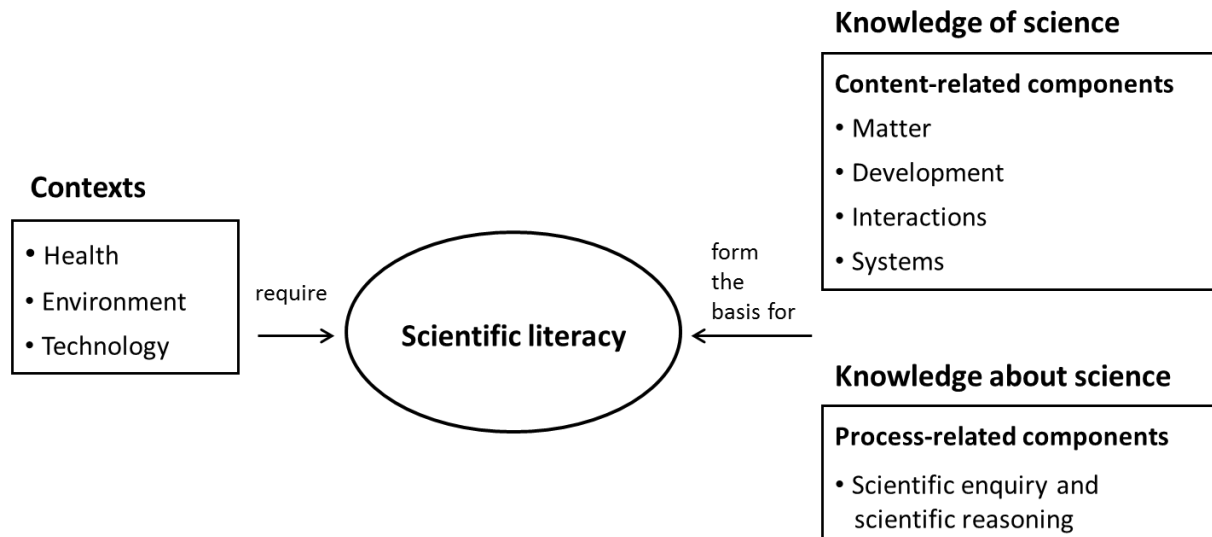 Contexts
• Health
• Environment
• Technology
require
Scientific literacy
form
the
basis for
Knowledge of science
Content-related components
• Matter
• Development
• Interactions
• Systems
Knowledge about science
Process-related components
• Scientific enquiry and
scientific reasoning